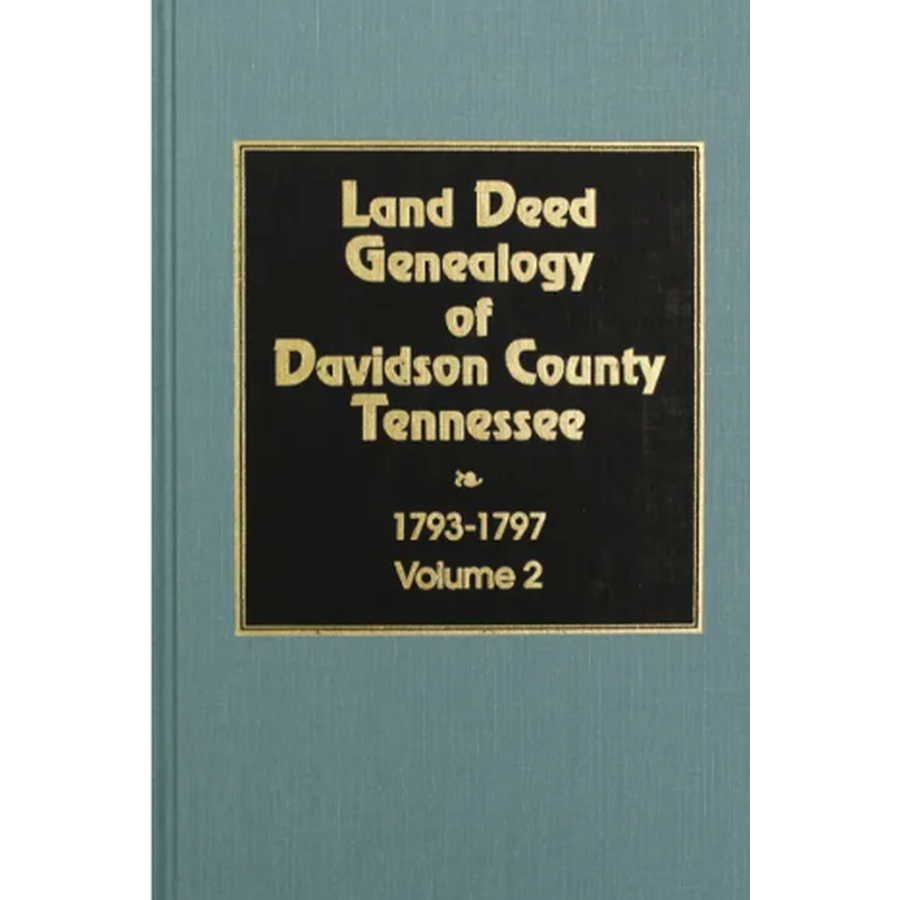 Land Deed
Genealogy
of
Davidson County
Tennessee
1793-1797
Volume 2